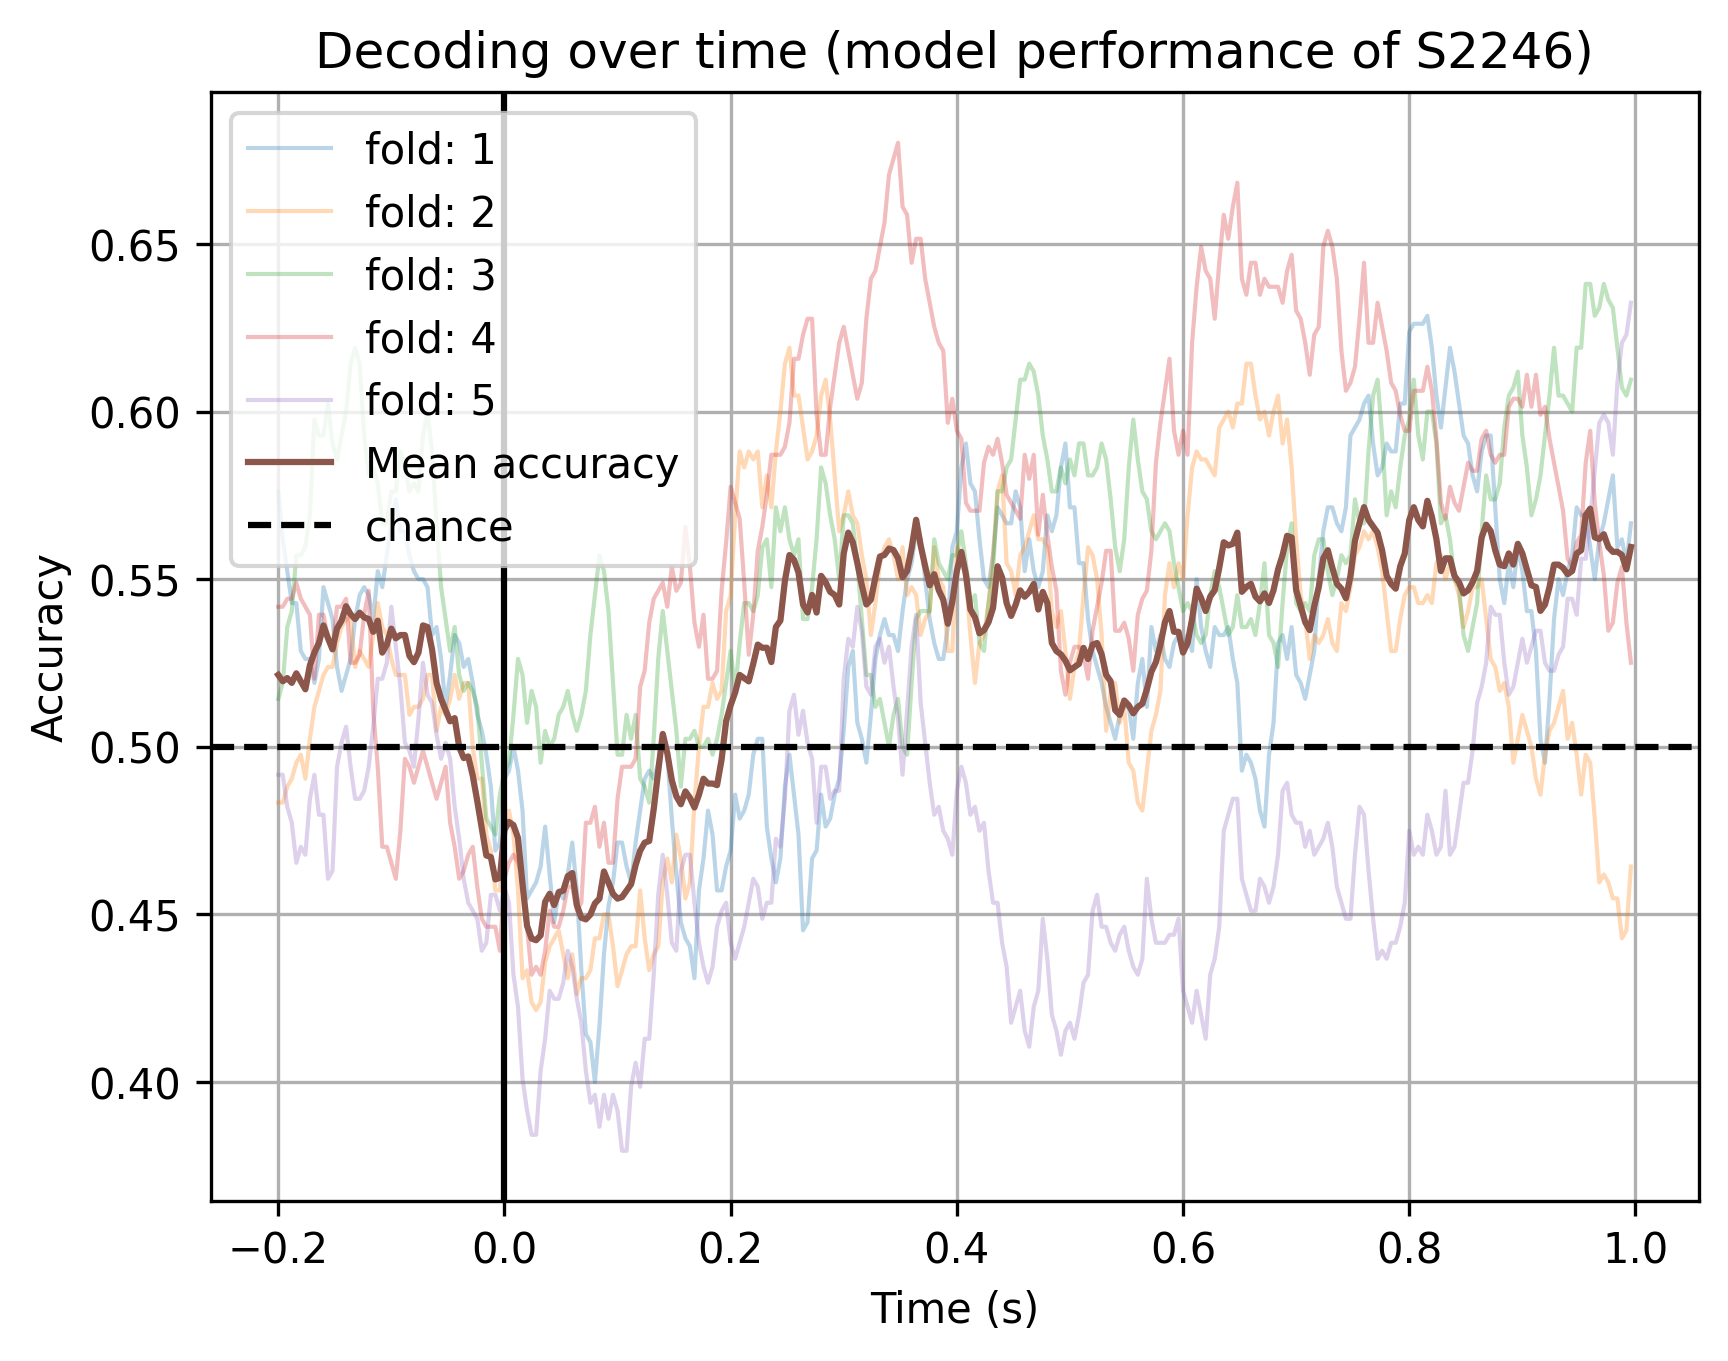 Decoding over time (model performance of S2246)
fold: 1
fold: 2
fold: 3
fold: 4
fold: 5
Mean accuracy
chance
Accuracy
0.65
0.60
0.55
0.50
0.45
0.40
−0.2 0.0 0.2 0.4 0.6 0.8 1.0
Time (s)